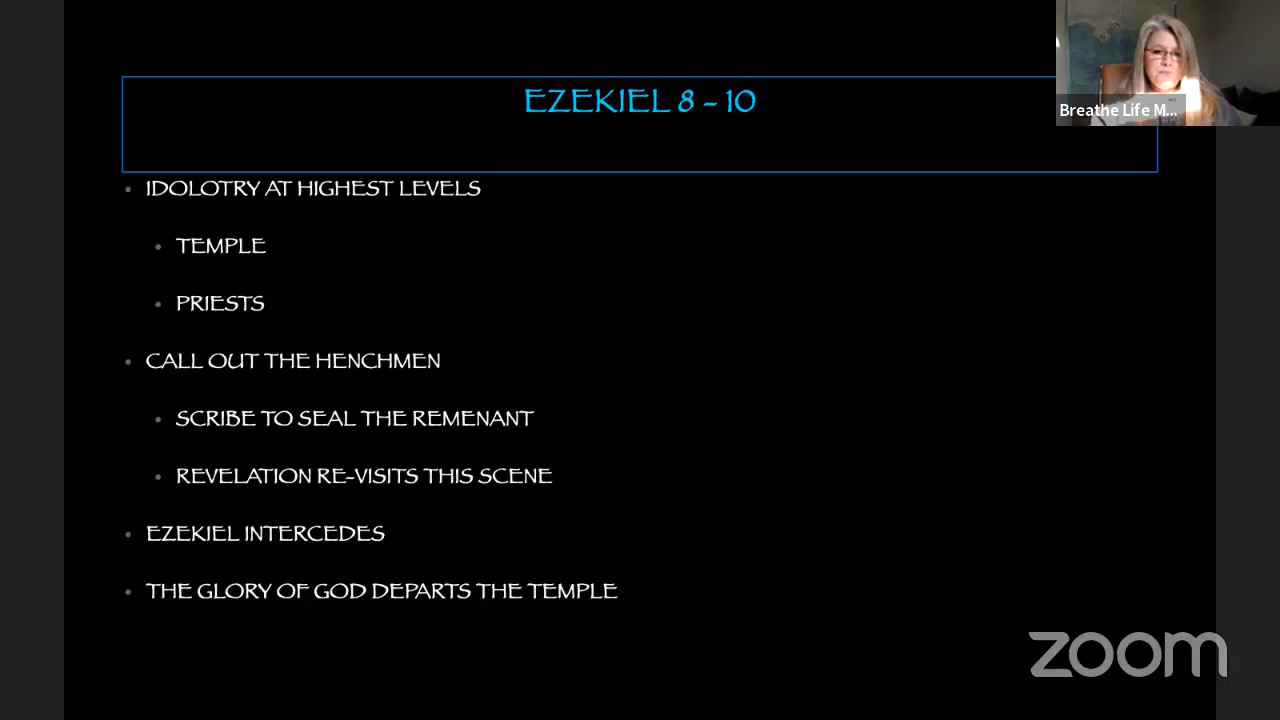 EZEKIEL 8 - 10
Breathe Life M...
IDOLOTRY AT HIGHEST LEVELS
TEMPLE
PRIESTS
CALL OUT THE HENCHMEN
SCRIBE TO SEAL THE REMENANT
REVELATION RE-VISITS THIS SCENE
EZEKIEL INTERCEDES
THE GLORY OF GOD DEPARTS THE TEMPLE
zoom